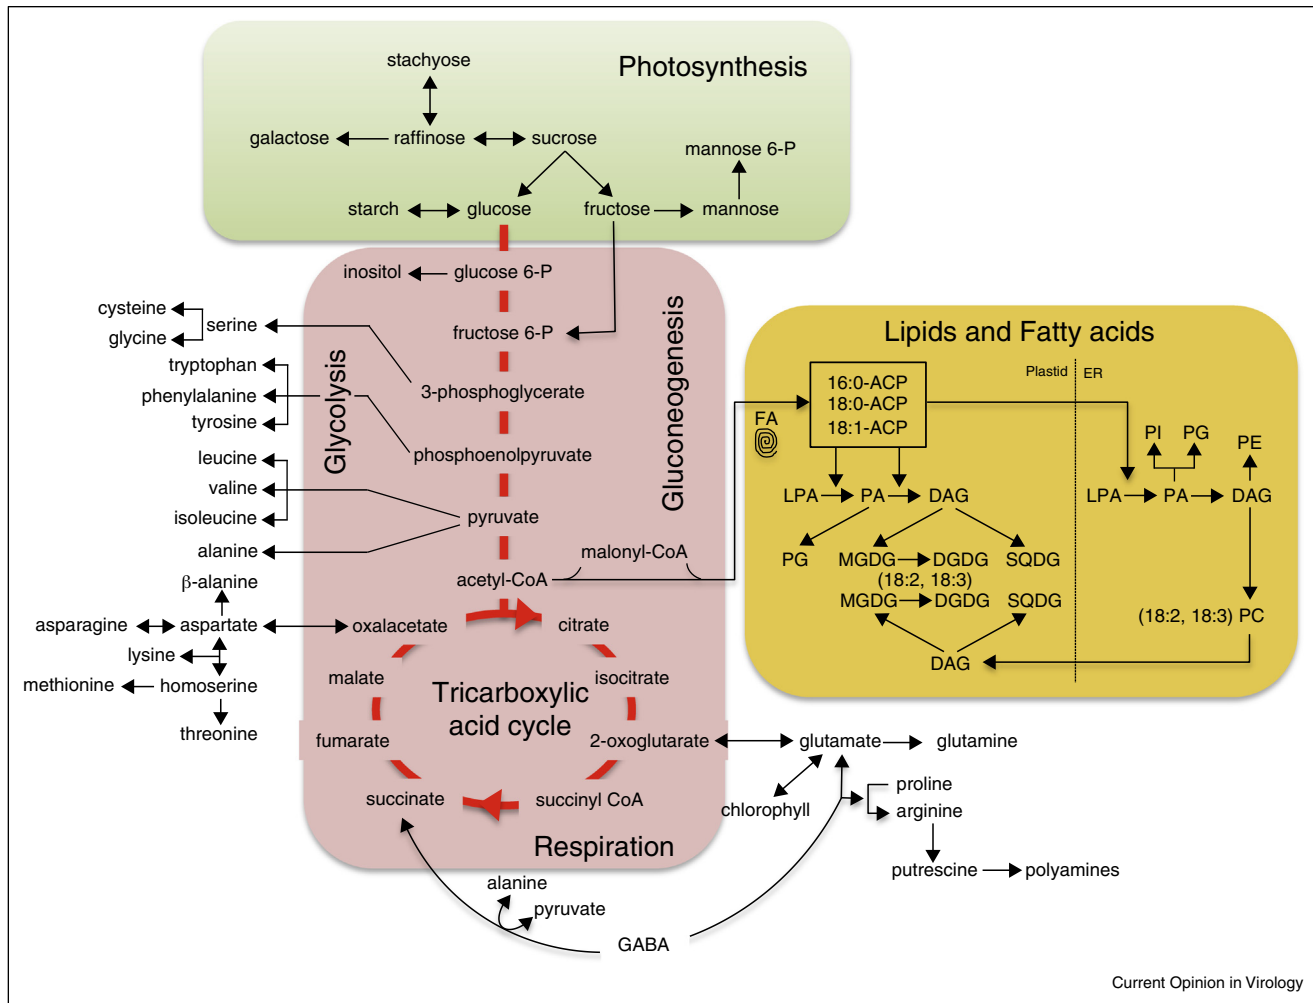 stachyose
Photosynthesis
galactose
raffinose
sucrose
mannose 6-P
starch
glucose
fructose
mannose
inositol
glucose 6-P
cysteine
serine
glycine
fructose 6-P
tryptophan
phenylalanine
tyrosine
Glycolysis
3-phosphoglycerate
Gluconeogenesis
leucine
valine
isoleucine
phosphoenolpyruvate
pyruvate
alanine
malonyl-CoA
acetyl-CoA
β-alanine
asparagine
aspartate
oxalacetate
citrate
lysine
methionine
homoserine
malate
isocitrate
threonine
Tricarboxylic
acid cycle
fumarate
2-oxoglutarate
succinate
succinyl CoA
Respiration
Lipids and Fatty acids
Plastid
ER
16:0-ACP
18:0-ACP
18:1-ACP
FA
PI
PG
PE
LPA
PA
DAG
LPA
PA
DAG
PG
MGDG
DGDG
SQDG
(18:2, 18:3)
MGDG
DGDG
SQDG
(18:2, 18:3) PC
DAG
glutamate
glutamine
chlorophyll
proline
arginine
putrescine
polyamines
alanine
pyruvate
GABA
Current Opinion in Virology